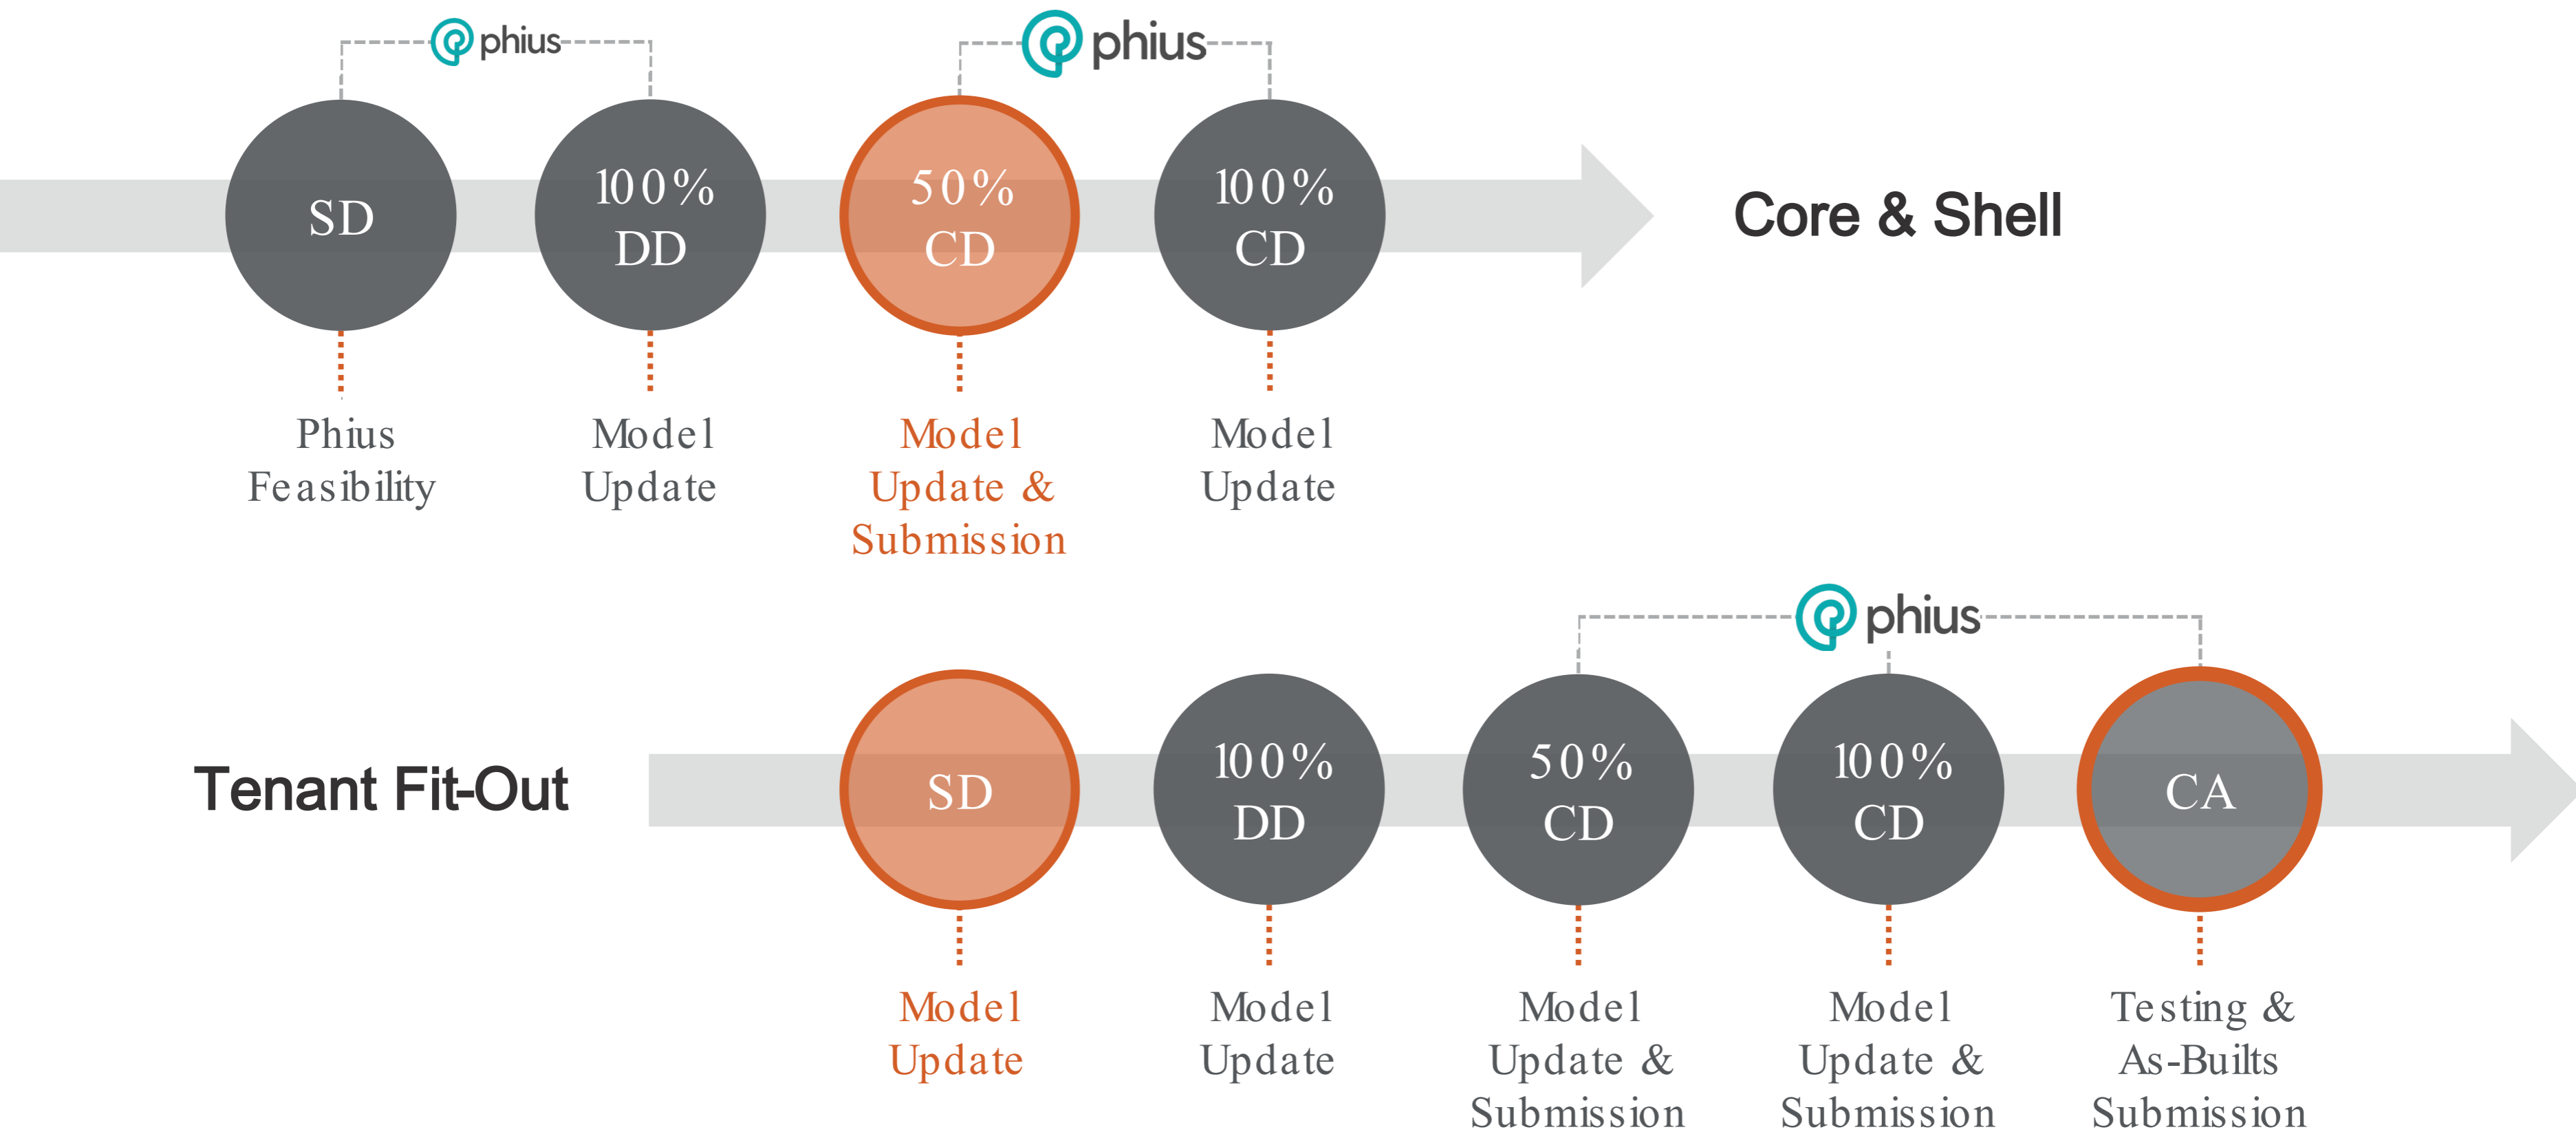 phius
phius
SD
100%
DD
50%
CD
100%
CD
Core & Shell
Phius
Feasibility
Model
Update
Model
Update &
Submission
Model
Update
phius
Tenant Fit-Out
SD
100%
DD
50%
CD
100%
CD
CA
Model
Update
Model
Update
Model
Update &
Submission
Model
Update &
Submission
Testing &
As-Builts
Submission